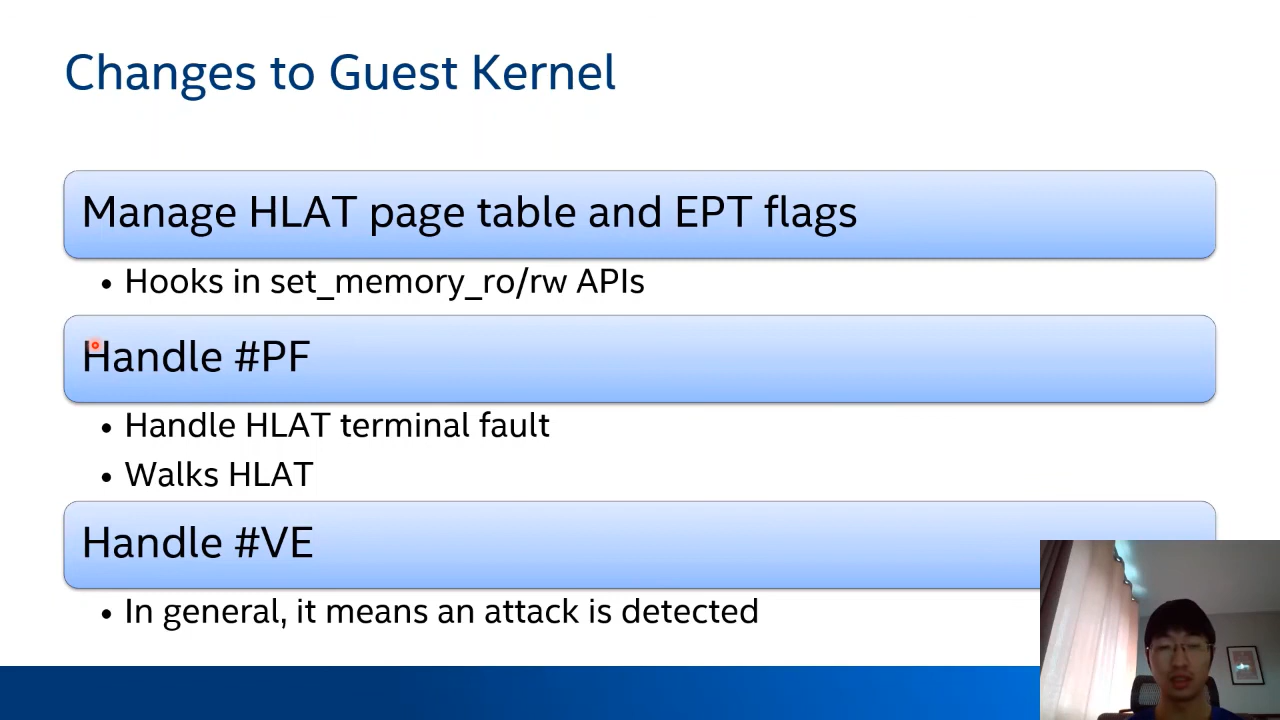 Changes to Guest Kernel
Manage HLAT page table and EPT flags
• Hooks in set_memory_ro/rw APIs
Handle #PF
• Handle HLAT terminal fault
• Walks HLAT
Handle #VE
• In general, it means an attack is detected